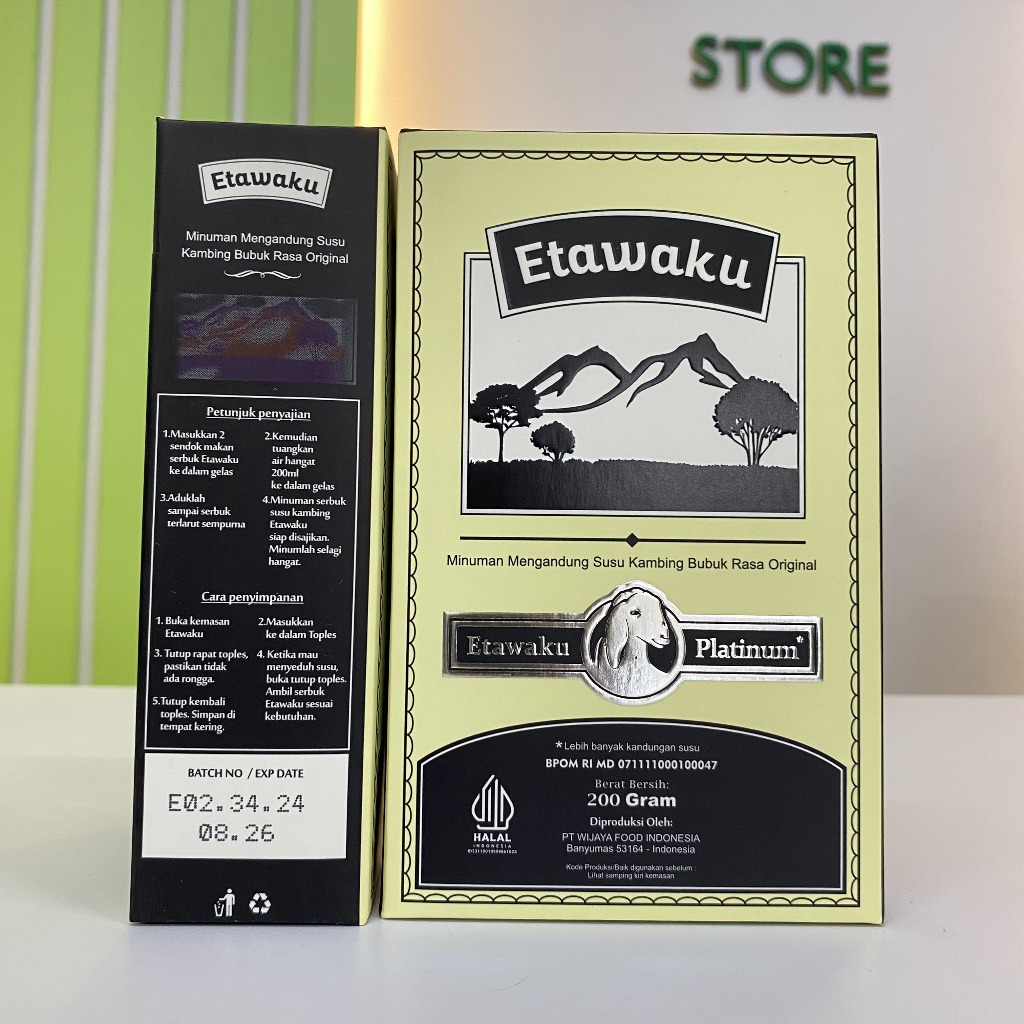 STORE
Etawaku
Minuman Mengandung Susu
Kambing Bubuk Rasa Original
Petunjuk penyajian
1.Masukkan 2
sendok makan
serbuk Etawaku
ke dalam gelas
2.Kemudian
tuangkan
air hangat
200ml
ke dalam gelas
3.Aduklah
sampai serbuk
terlarut sempurna
4.Minuman serbuk
susu kambing
Etawaku
siap disajikan.
Minumlah selagi
hangat.
Cara penyimpanan
1. Buka kemasan
Etawaku
2.Masukkan
ke dalam Toples
3. Tutup rapat toples,
pastikan tidak
ada rongga.
4. Ketika mau
menyeduh susu,
buka tutup toples.
Ambil serbuk
Etawaku sesuai
kebutuhan.
5.Tutup kembali
toples. Simpan di
tempat kering.
BATCH NO / EXP DATE
E02.34.24
08.26
Etawaku
Minuman Mengandung Susu Kambing Bubuk Rasa Original
Etawaku Platinum*
*Lebih banyak kandungan susu
BPOM RI MD 071111000100047
Berat Bersih:
200 Gram
Diproduksi Oleh:
PT WIJAYA FOOD INDONESIA
Banyumas 53164 - Indonesia
Kode Produksi/Baik digunakan sebelum :
Lihat samping kiri kemasan
HALAL
INDONESIA